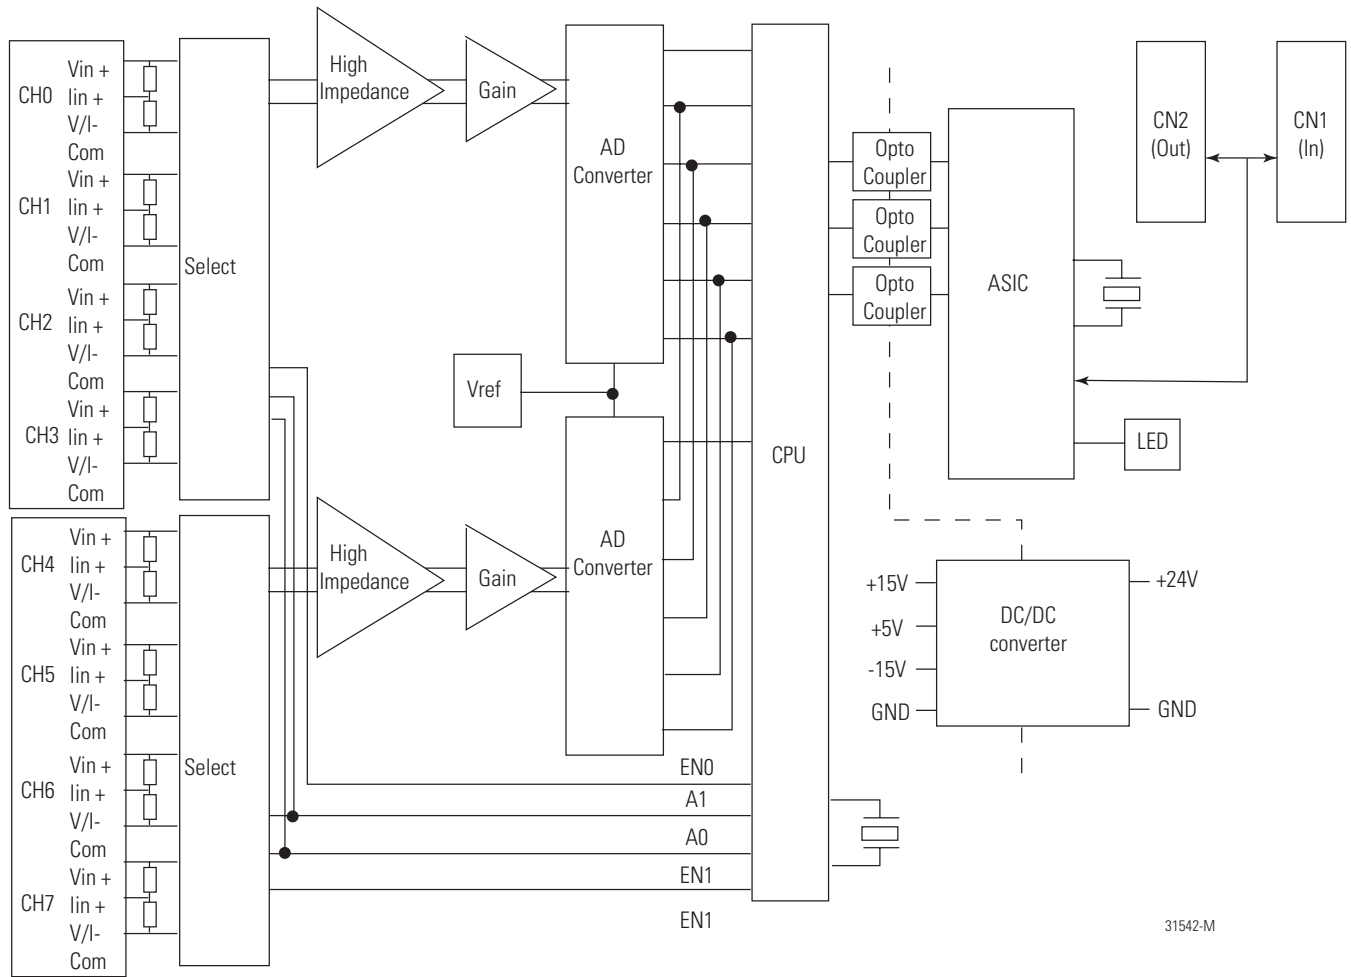 CH0
Vin +
Iin +
V/I-
Com
CH1
Vin +
Iin +
V/I-
Com
CH2
Vin +
Iin +
V/I-
Com
CH3
Vin +
Iin +
V/I-
Com
Select
High
Impedance
Gain
AD
Converter
Vref
CH4
Vin +
Iin +
V/I-
Com
CH5
Vin +
Iin +
V/I-
Com
CH6
Vin +
Iin +
V/I-
Com
CH7
Vin +
Iin +
V/I-
Com
Select
High
Impedance
Gain
AD
Converter
EN0
A1
A0
EN1
EN1
CPU
Opto
Coupler
Opto
Coupler
Opto
Coupler
ASIC
CN2
(Out)
CN1
(In)
LED
+15V
+5V
-15V
GND
DC/DC
converter
+24V
GND
31542-M